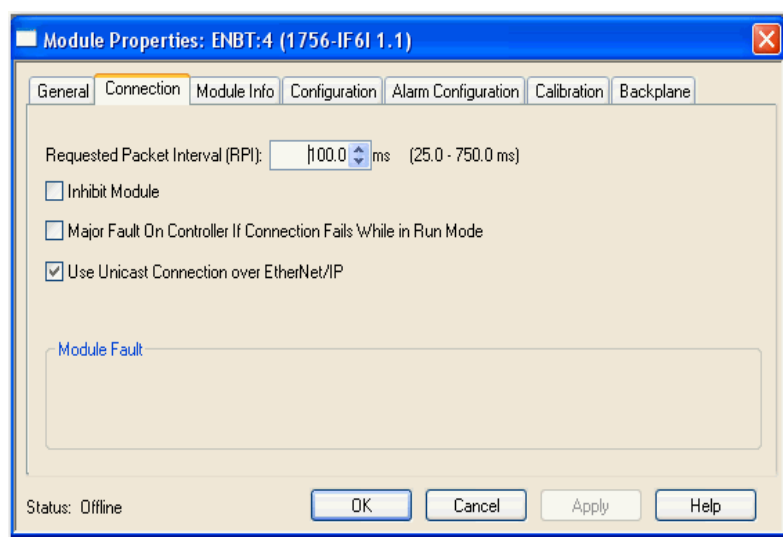 Module Properties: ENBT:4 (1756-IF6I 1.1)
General Connection Module Info Configuration Alarm Configuration Calibration Backplane
Requested Packet Interval (RPI): 100.0 ms (25.0 - 750.0 ms)
Inhibit Module
Major Fault On Controller If Connection Fails While in Run Mode
Use Unicast Connection over EtherNet/IP
Module Fault
Status: Offline OK Cancel Apply Help